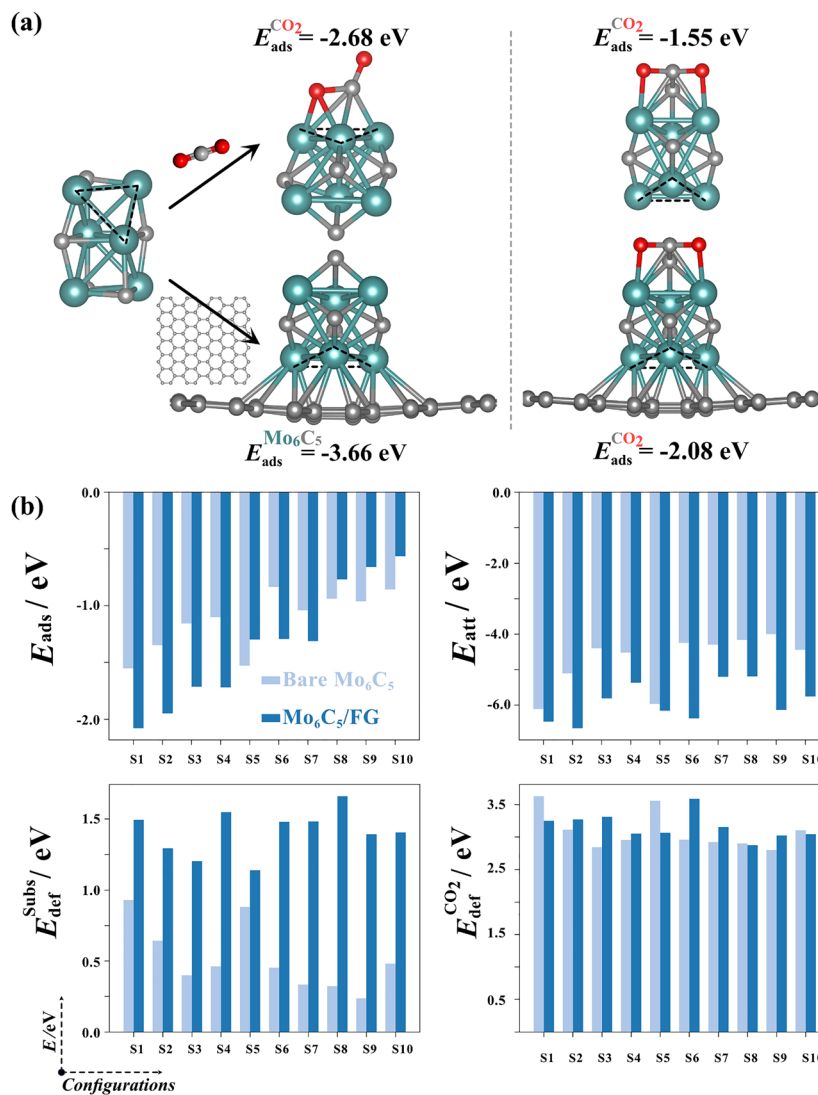 (a)
E_ads^CO2 = -2.68 eV
E_ads^CO2 = -1.55 eV
E_ads^Mo6C5 = -3.66 eV
E_ads^CO2 = -2.08 eV
(b)
E_ads / eV
0.0
-1.0
-2.0
Bare Mo₆C₅
Mo₆C₅/FG
S1 S2 S3 S4 S5 S6 S7 S8 S9 S10
E_att / eV
0.0
-2.0
-4.0
-6.0
S1 S2 S3 S4 S5 S6 S7 S8 S9 S10
E_def^Subs / eV
1.5
1.0
0.5
0.0
S1 S2 S3 S4 S5 S6 S7 S8 S9 S10
E_def^CO2 / eV
3.5
2.5
1.5
0.5
S1 S2 S3 S4 S5 S6 S7 S8 S9 S10
E/eV
Configurations